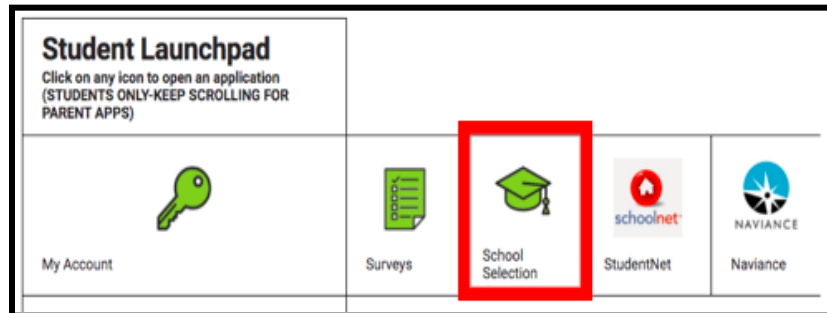 Student Launchpad
Click on any icon to open an application
(STUDENTS ONLY-KEEP SCROLLING FOR
PARENT APPS)
My Account
Surveys
School
Selection
schoolnet
StudentNet
NAVIANCE
Naviance